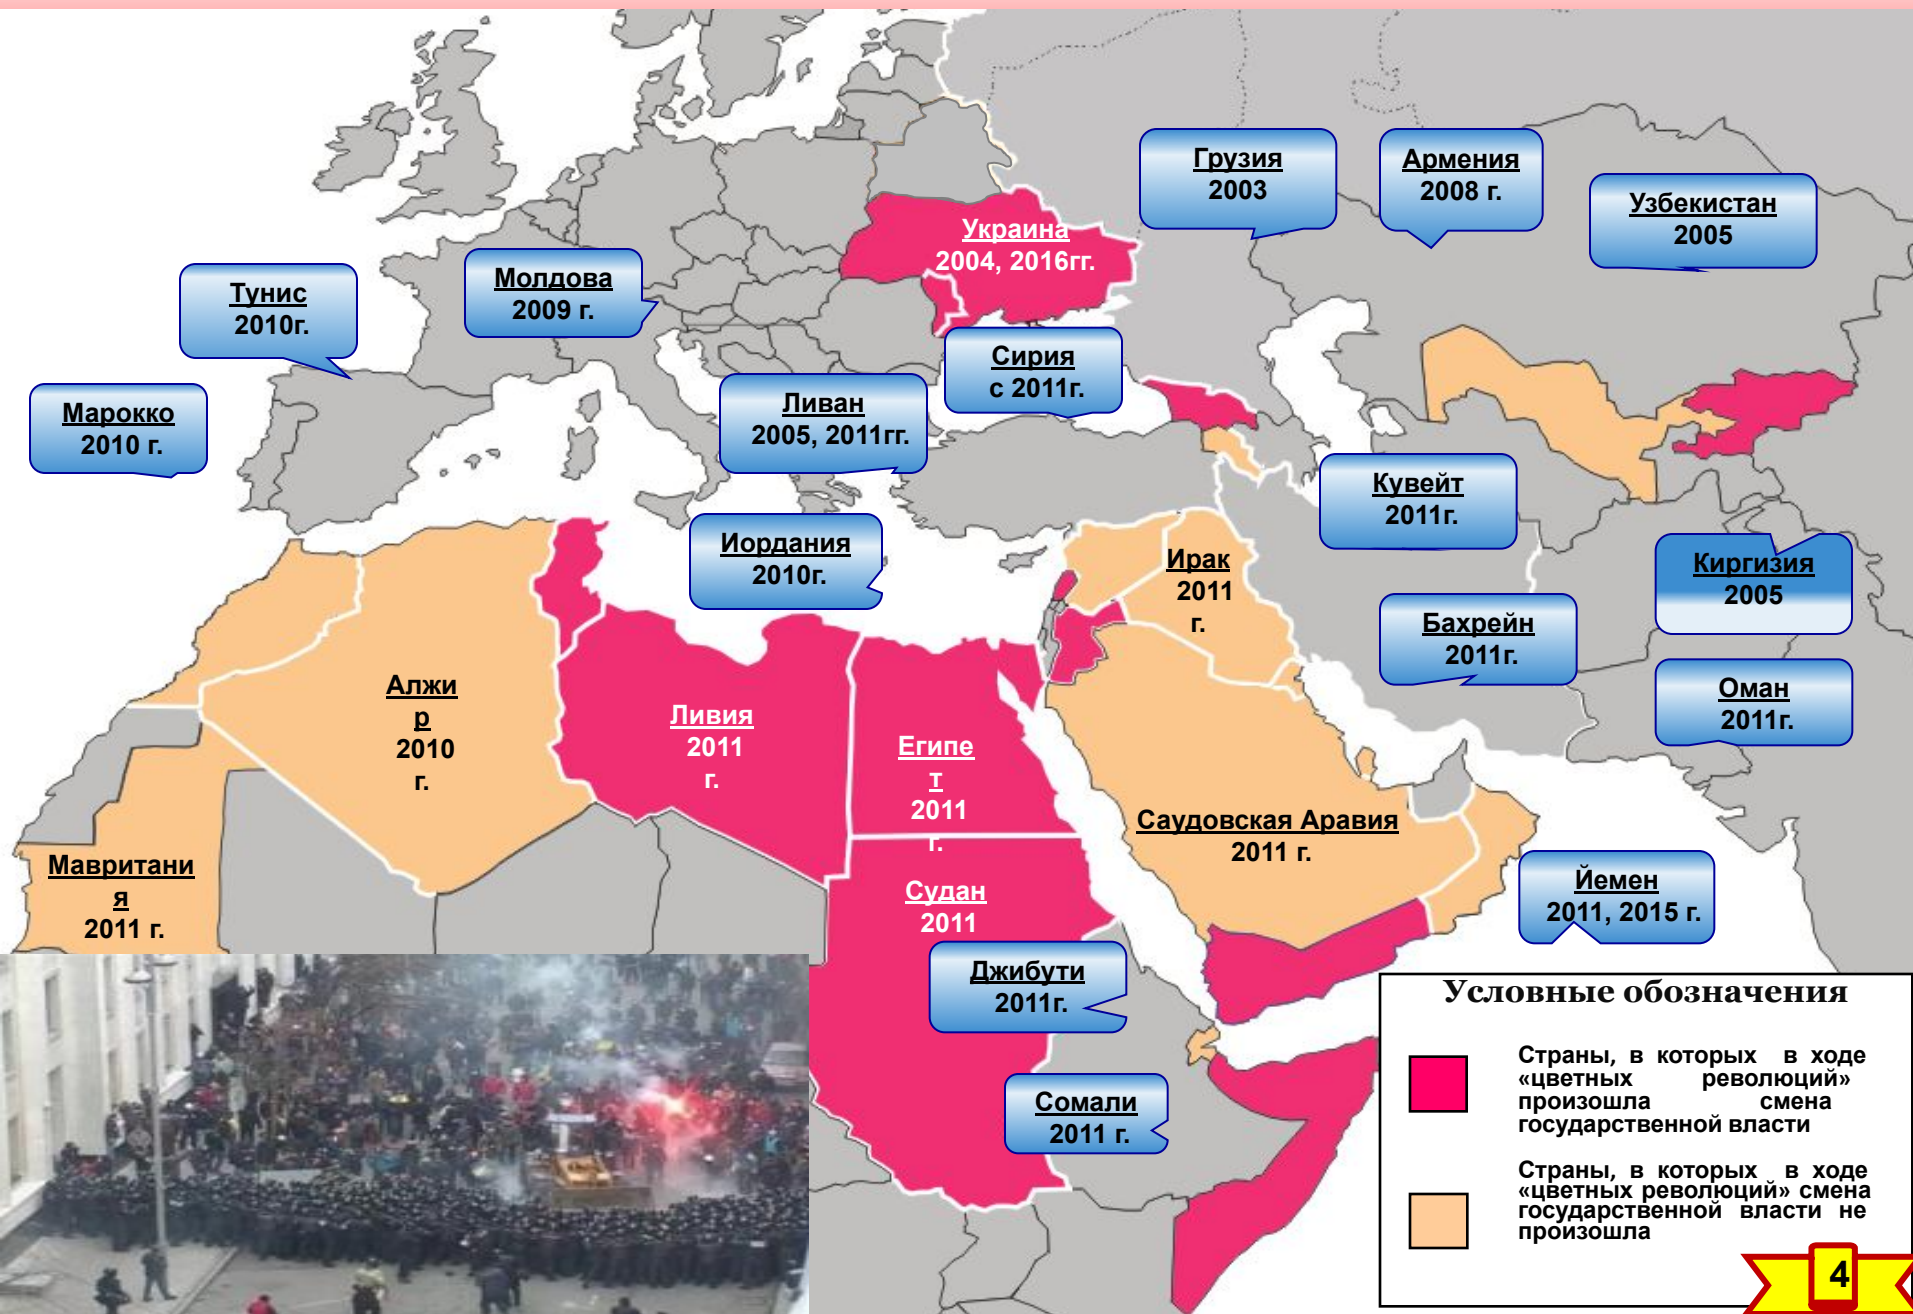 Грузия
2003
Армения
2008 г.
Узбекистан
2005
Украина
2004, 2016гг.
Молдова
2009 г.
Тунис
2010г.
Сирия
с 2011г.
Марокко
2010 г.
Ливан
2005, 2011гг.
Кувейт
2011г.
Иордания
2010г.
Ирак
2011
г.
Киргизия
2005
Бахрейн
2011г.
Оман
2011г.
Алжи
р
2010
г.
Ливия
2011
г.
Египе
т
2011
г.
Саудовская Аравия
2011 г.
Мавритани
я
2011 г.
Судан
2011
Йемен
2011, 2015 г.
Джибути
2011г.
Сомали
2011 г.
Условные обозначения
Страны, в которых в ходе
«цветных революций»
произошла смена
государственной власти
Страны, в которых в ходе
«цветных революций» смена
государственной власти не
произошла
4